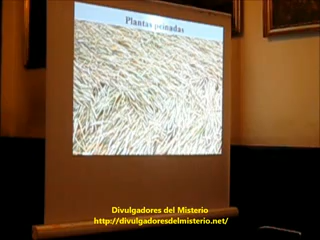 Plantas peinadas
Divulgadores del Misterio
http://divulgadoresdelmisterio.net/